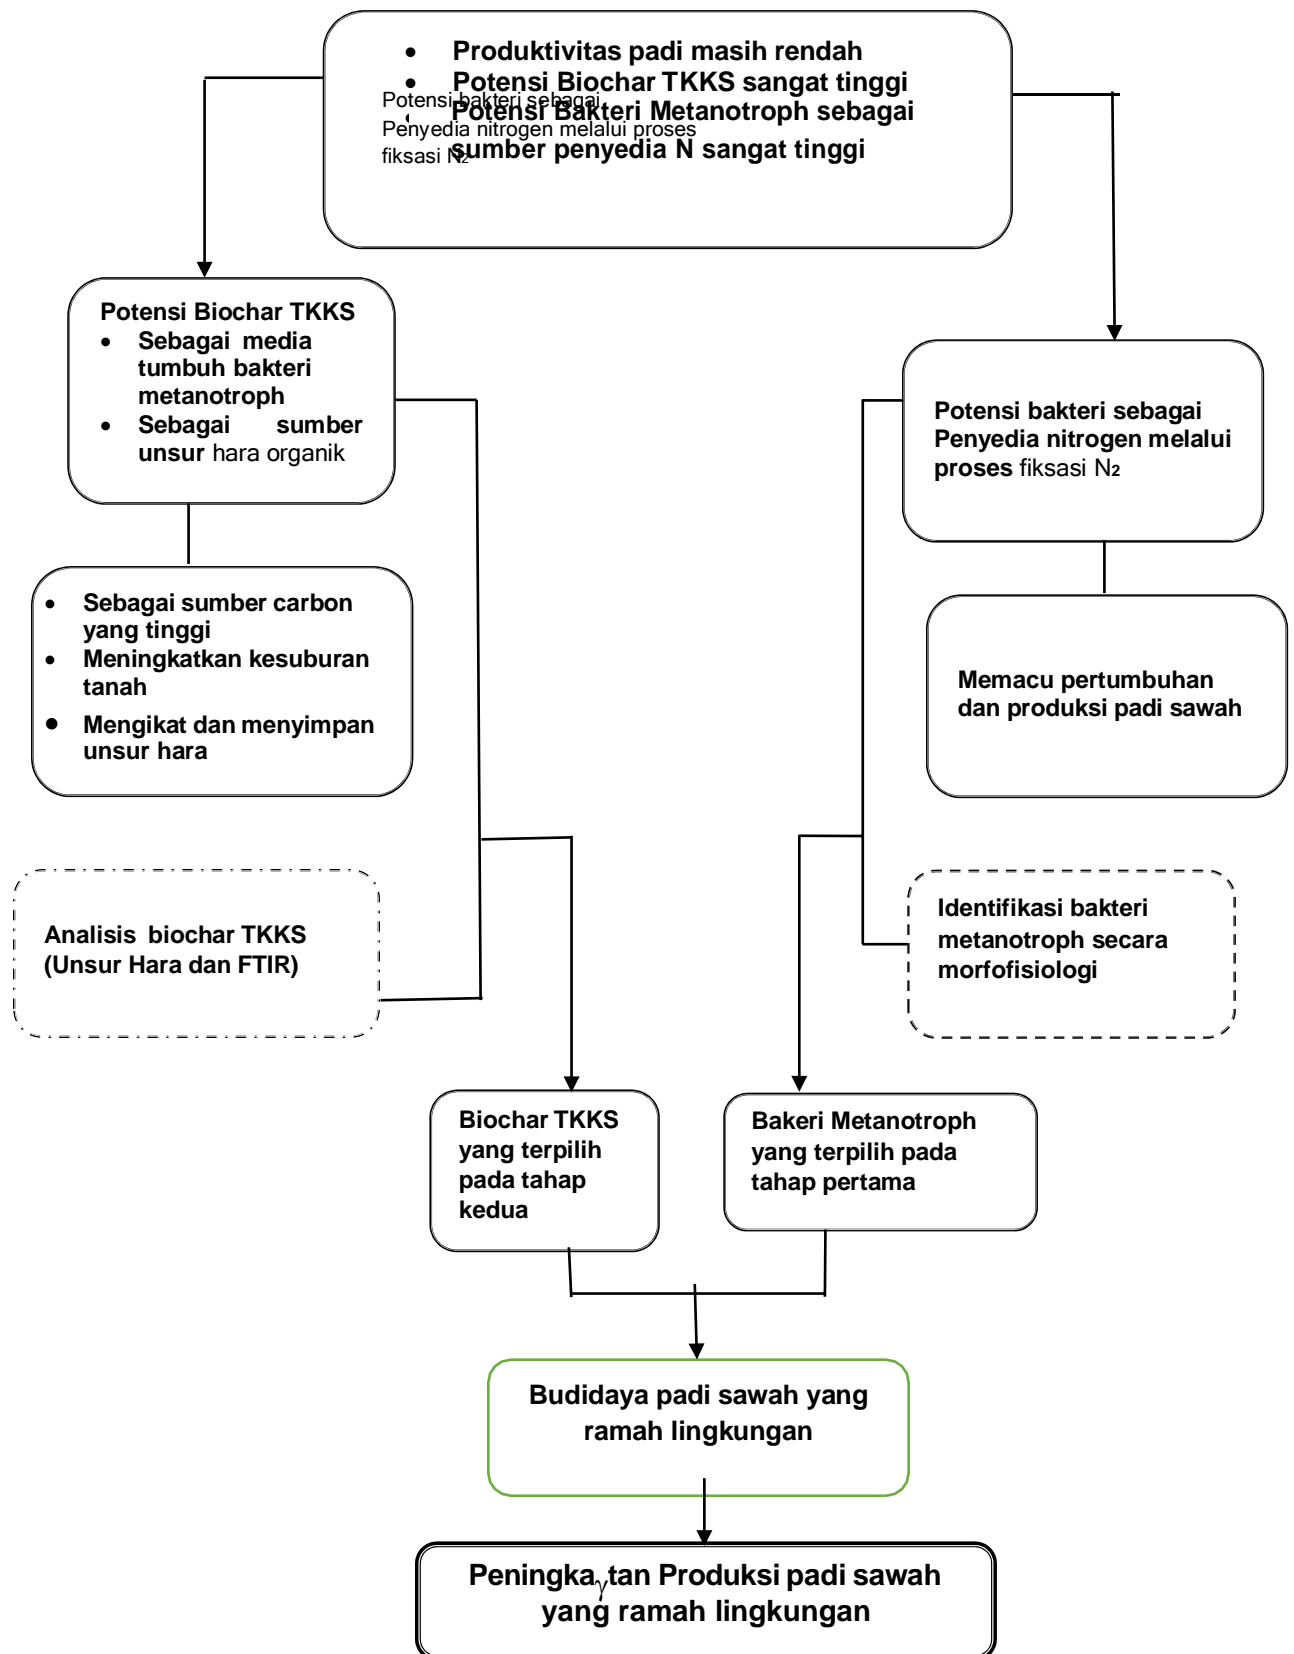 • Produktivitas padi masih rendah
• Potensi Biochar TKKS sangat tinggi
• Potensi Bakteri Metanotroph sebagai
sumber penyedia N sangat tinggi
Potensi bakteri sebagai
Penyedia nitrogen melalui proses
fiksasi N2
Potensi Biochar TKKS
• Sebagai media
tumbuh bakteri
metanotroph
• Sebagai sumber
unsur hara organik
Potensi bakteri sebagai
Penyedia nitrogen melalui
proses fiksasi N2
• Sebagai sumber carbon
yang tinggi
• Meningkatkan kesuburan
tanah
• Mengikat dan menyimpan
unsur hara
Memacu pertumbuhan
dan produksi padi sawah
Analisis biochar TKKS
(Unsur Hara dan FTIR)
Identifikasi bakteri
metanotroph secara
morfofisiologi
Biochar TKKS
yang terpilih
pada tahap
kedua
Bakeri Metanotroph
yang terpilih pada
tahap pertama
Budidaya padi sawah yang
ramah lingkungan
Peningkaγtan Produksi padi sawah
yang ramah lingkungan